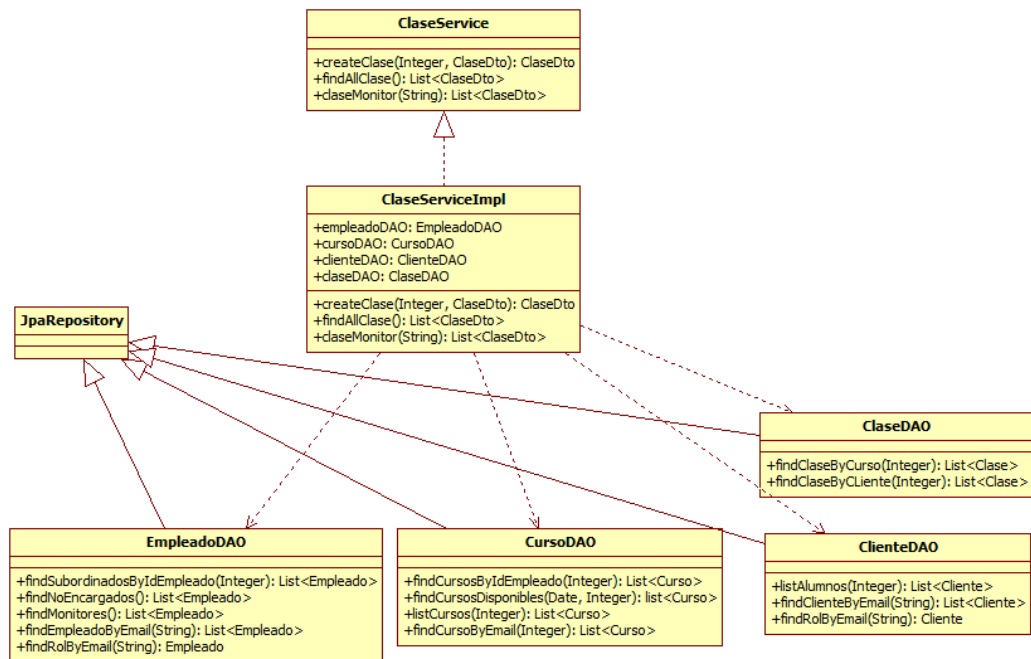 ClaseService
+createClase(Integer, ClaseDto): ClaseDto
+findAllClase(): List<ClaseDto>
+claseMonitor(String): List<ClaseDto>
ClaseServiceImpl
+empleadoDAO: EmpleadoDAO
+cursoDAO: CursoDAO
+clienteDAO: ClienteDAO
+claseDAO: ClaseDAO
+createClase(Integer, ClaseDto): ClaseDto
+findAllClase(): List<ClaseDto>
+claseMonitor(String): List<ClaseDto>
JpaRepository
ClaseDAO
+findClaseByCurso(Integer): List<Clase>
+findClaseByCLiente(Integer): List<Clase>
EmpleadoDAO
+findSubordinadosByIdEmpleado(Integer): List<Empleado>
+findNoEncargados(): List<Empleado>
+findMonitores(): List<Empleado>
+findEmpleadoByEmail(String): List<Empleado>
+findRolByEmail(String): Empleado
CursoDAO
+findCursosByIdEmpleado(Integer): List<Curso>
+findCursosDisponibles(Date, Integer): list<Curso>
+listCursos(Integer): List<Curso>
+findCursoByEmail(Integer): List<Curso>
ClienteDAO
+listAlumnos(Integer): List<Cliente>
+findClienteByEmail(String): List<Cliente>
+findRolByEmail(String): Cliente